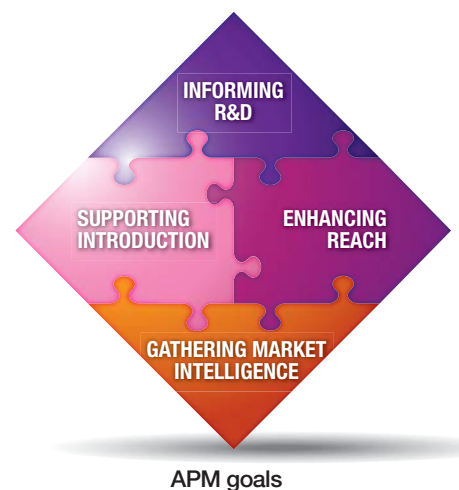 INFORMING
R&D
SUPPORTING
INTRODUCTION
ENHANCING
REACH
GATHERING MARKET
INTELLIGENCE
APM goals